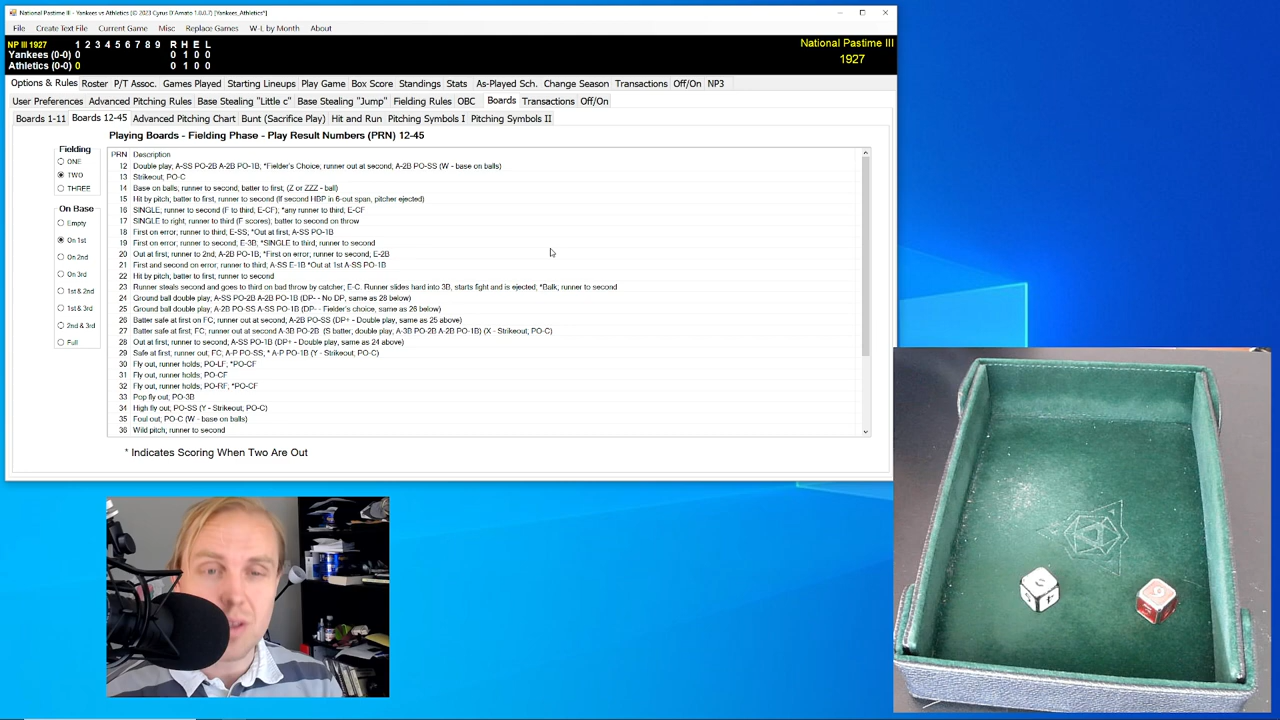 National Pastime III - Yankees vs Athletics (© 2023 Cyrus D'Amato 1.0.0.7) [Yankees_Athletics*]
File Create Text File Current Game Misc Replace Games W-L by Month About
NP III 1927 1 2 3 4 5 6 7 8 9 R H E L
Yankees (0-0) 0 0 1 0 0
Athletics (0-0) 0 0 1 0 0
National Pastime III
1927
Options & Rules Roster P/T Assoc. Games Played Starting Lineups Play Game Box Score Standings Stats As-Played Sch. Change Season Transactions Off/On NP3
User Preferences Advanced Pitching Rules Base Stealing "Little c" Base Stealing "Jump" Fielding Rules OBC Boards Transactions Off/On
Boards 1-11 Boards 12-45 Advanced Pitching Chart Bunt (Sacrifice Play) Hit and Run Pitching Symbols I Pitching Symbols II
Playing Boards - Fielding Phase - Play Result Numbers (PRN) 12-45
Fielding
ONE
TWO
THREE
On Base
Empty
On 1st
On 2nd
On 3rd
1st & 2nd
1st & 3rd
2nd & 3rd
Full
PRN Description
12 Double play; A-SS PO-2B A-2B PO-1B, *Fielder's Choice; runner out at second; A-2B PO-SS (W - base on balls)
13 Strikeout; PO-C
14 Base on balls; runner to second; batter to first; (Z or ZZZ - ball)
15 Hit by pitch; batter to first, runner to second (If second HBP in 6-out span, pitcher ejected)
16 SINGLE; runner to second (F to third; E-CF); *any runner to third, E-CF
17 SINGLE to right; runner to third (F scores); batter to second on throw
18 First on error; runner to third, E-SS; *Out at first; A-SS PO-1B
19 First on error; runner to second, E-3B; *SINGLE to third, runner to second
20 Out at first; runner to 2nd, A-2B PO-1B; *First on error; runner to second, E-2B
21 First and second on error; runner to third; A-SS E-1B *Out at 1st A-SS PO-1B
22 Hit by pitch; batter to first; runner to second
23 Runner steals second and goes to third on bad throw by catcher; E-C. Runner slides hard into 3B, starts fight and is ejected; *Balk; runner to second
24 Ground ball double play; A-SS PO-2B A-2B PO-1B (DP- - No DP, same as 28 below)
25 Ground ball double play; A-2B PO-SS A-SS PO-1B (DP- - Fielder's choice, same as 26 below)
26 Batter safe at first on FC; runner out at second, A-2B PO-SS (DP+ - Double play, same as 25 above)
27 Batter safe at first; FC; runner out at second A-3B PO-2B (S batter; double play; A-3B PO-2B A-2B PO-1B) (X - Strikeout; PO-C)
28 Out at first, runner to second; A-SS PO-1B (DP+ - Double play, same as 24 above)
29 Safe at first; runner out, FC; A-P PO-SS, * A-P PO-1B (Y - Strikeout, PO-C)
30 Fly out, runner holds; PO-LF, *PO-CF
31 Fly out, runner holds; PO-CF
32 Fly out, runner holds; PO-RF, *PO-CF
33 Pop fly out; PO-3B
34 High fly out; PO-SS (Y - Strikeout, PO-C)
35 Foul out; PO-C (W - base on balls)
36 Wild pitch; runner to second
* Indicates Scoring When Two Are Out